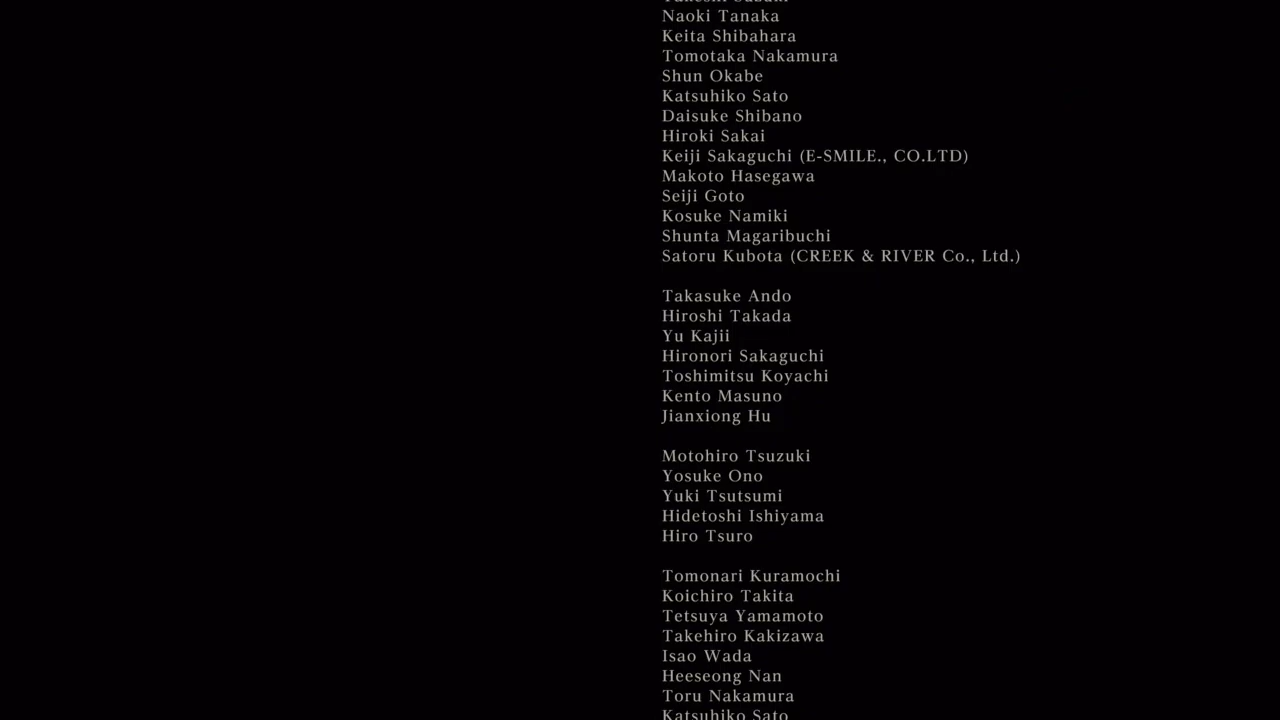 Naoki Tanaka
Keita Shibahara
Tomotaka Nakamura
Shun Okabe
Katsuhiko Sato
Daisuke Shibano
Hiroki Sakai
Keiji Sakaguchi (E-SMILE., CO.LTD)
Makoto Hasegawa
Seiji Goto
Kosuke Namiki
Shunta Magaribuchi
Satoru Kubota (CREEK & RIVER Co., Ltd.)
Takasuke Ando
Hiroshi Takada
Yu Kajii
Hironori Sakaguchi
Toshimitsu Koyachi
Kento Masuno
Jianxiong Hu
Motohiro Tsuzuki
Yosuke Ono
Yuki Tsutsumi
Hidetoshi Ishiyama
Hiro Tsuro
Tomonari Kuramochi
Koichiro Takita
Tetsuya Yamamoto
Takehiro Kakizawa
Isao Wada
Heeseong Nan
Toru Nakamura
Katsuhiko Sato